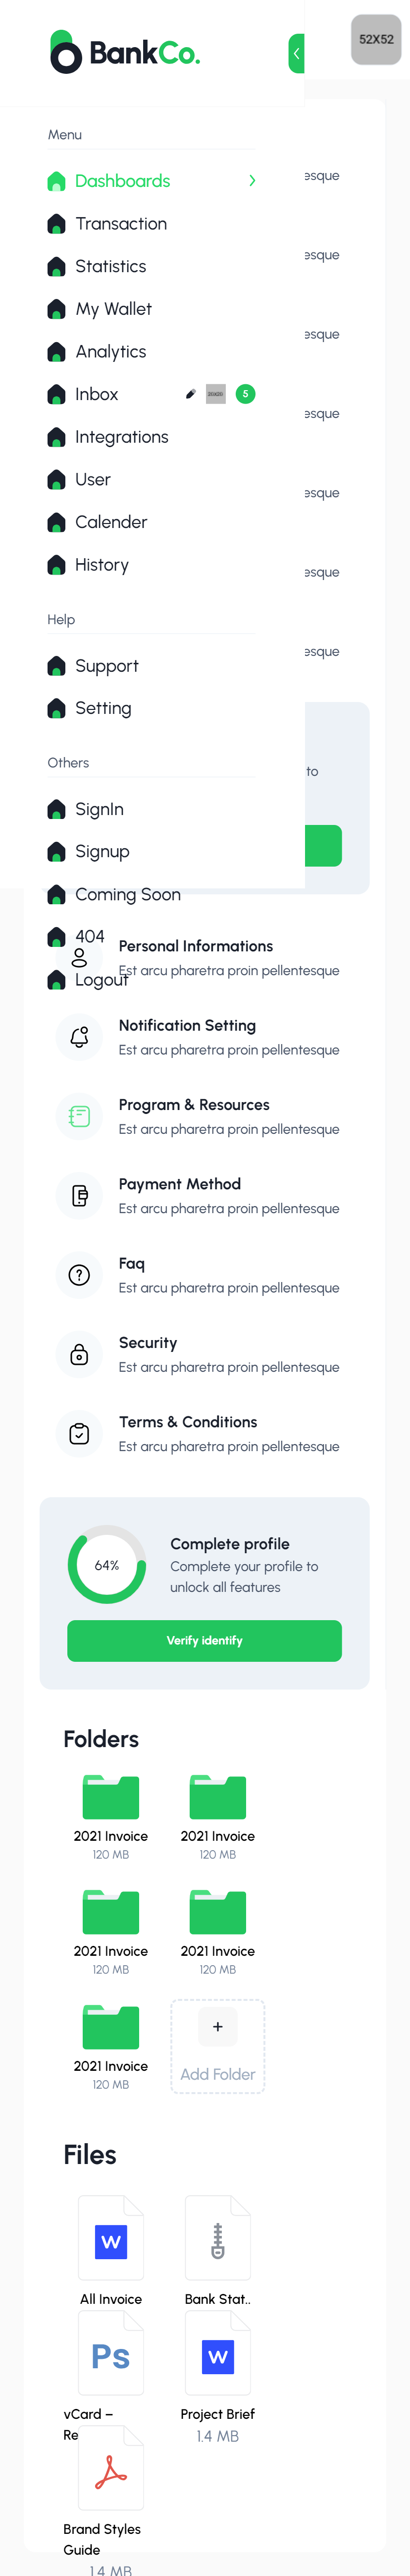 BankCo.
52X52
Menu
Dashboards
esque
Transaction
Statistics
esque
My Wallet
esque
Analytics
Inbox
5
esque
Integrations
User
esque
Calender
History
esque
Help
esque
Support
Setting
Others
to
SignIn
Signup
Coming Soon
404
Personal Informations
Est arcu pharetra proin pellentesque
Logout
Notification Setting
Est arcu pharetra proin pellentesque
Program & Resources
Est arcu pharetra proin pellentesque
Payment Method
Est arcu pharetra proin pellentesque
Faq
Est arcu pharetra proin pellentesque
Security
Est arcu pharetra proin pellentesque
Terms & Conditions
Est arcu pharetra proin pellentesque
64%
Complete profile
Complete your profile to
unlock all features
Verify identify
Folders
2021 Invoice 2021 Invoice
120 MB 120 MB
2021 Invoice 2021 Invoice
120 MB 120 MB
2021 Invoice
120 MB
+
Add Folder
Files
W
All Invoice Bank Stat..
Ps
W
vCard –
Re
Project Brief
1.4 MB
Brand Styles
Guide
1.4 MB